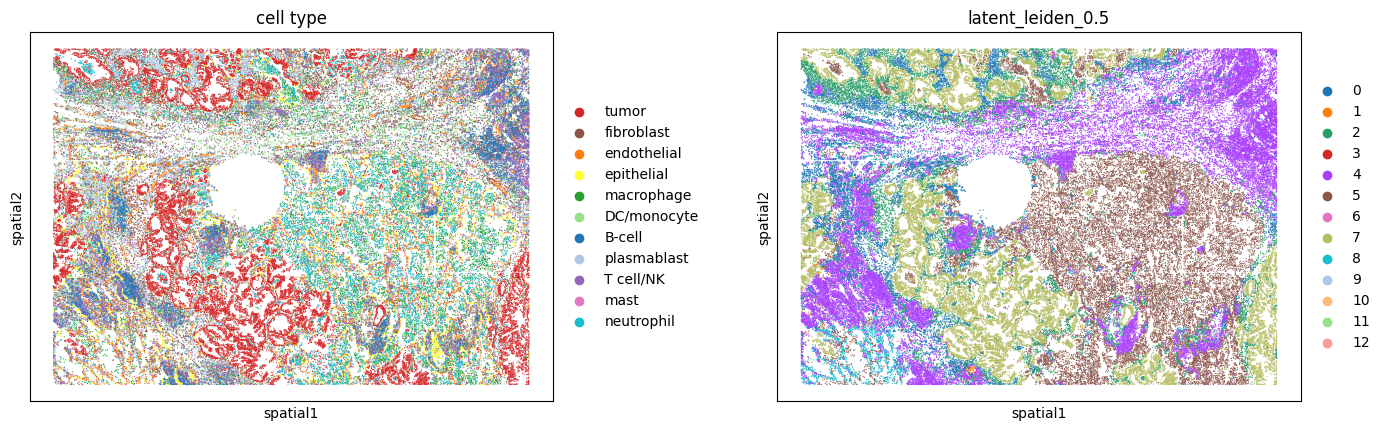 cell type
spatial2
spatial1
tumor
fibroblast
endothelial
epithelial
macrophage
DC/monocyte
B-cell
plasmablast
T cell/NK
mast
neutrophil
latent_leiden_0.5
spatial2
spatial1
0
1
2
3
4
5
6
7
8
9
10
11
12